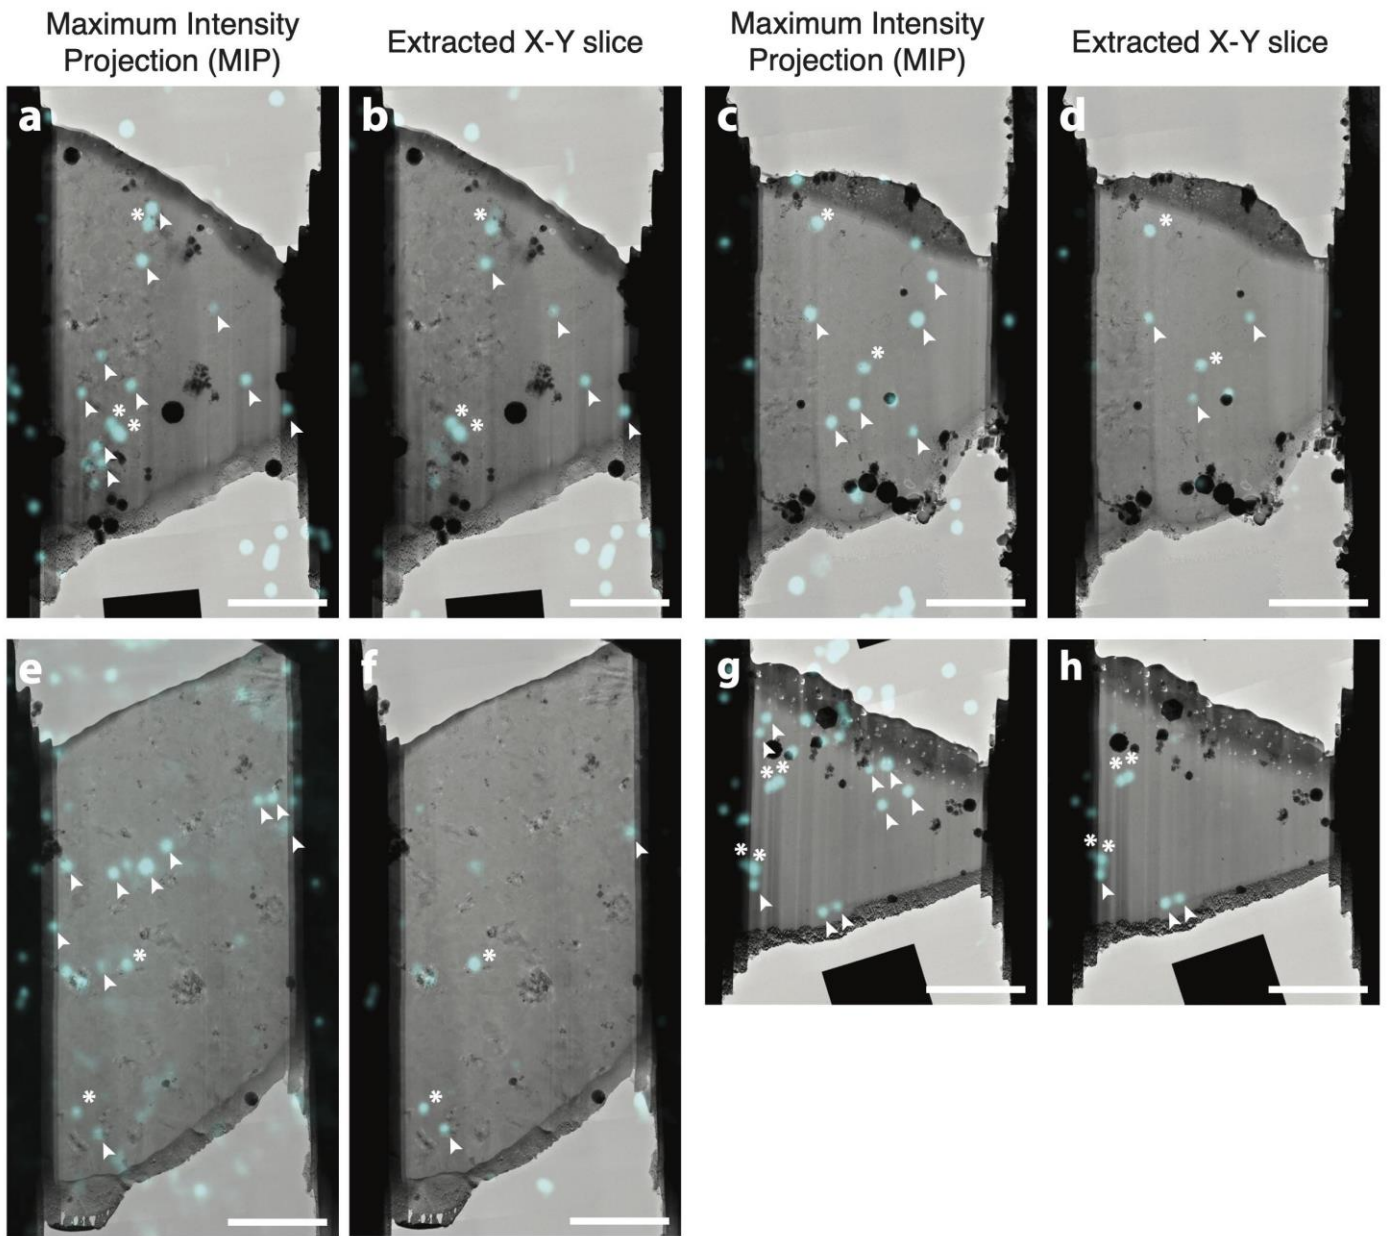 Maximum Intensity
Projection (MIP)
Extracted X-Y slice
Maximum Intensity
Projection (MIP)
Extracted X-Y slice
a
b
c
d
e
f
g
h